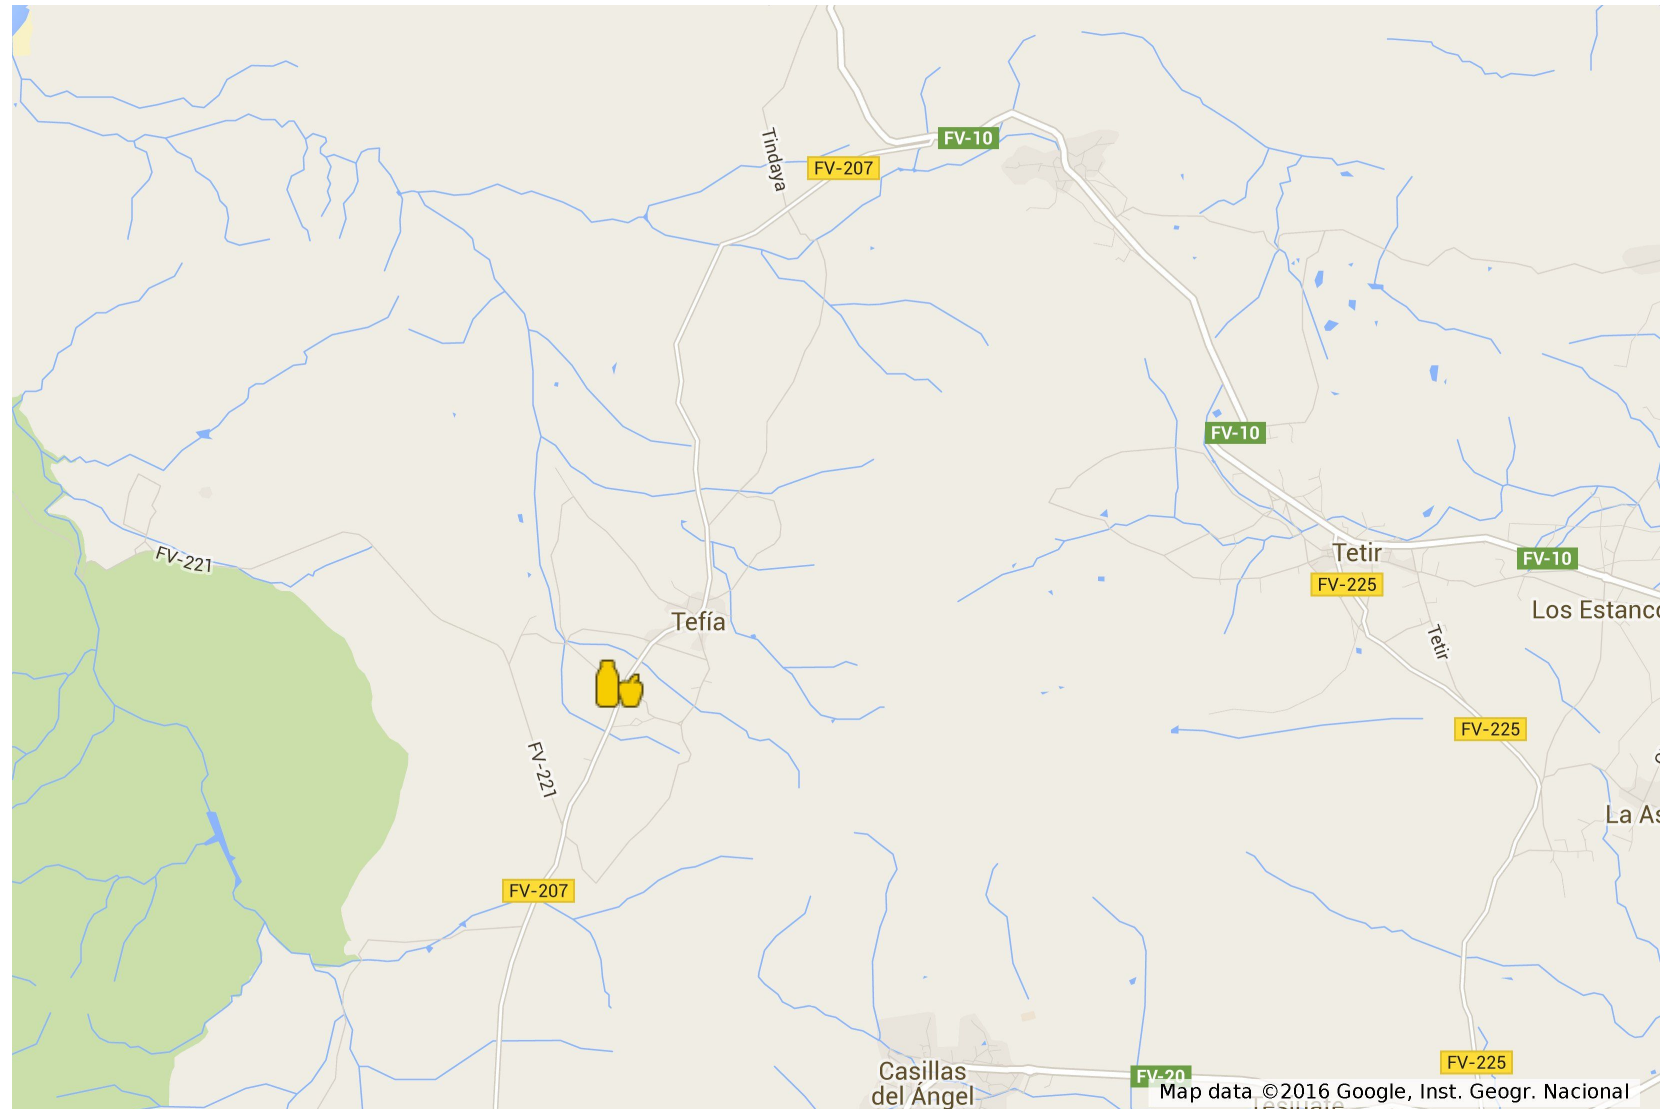 FV-10
Tindaya
FV-207
FV-10
Tetir
FV-10
FV-221
FV-225
Los Estanco
Tefía
Tetir
FV-225
FV-221
La As
FV-207
FV-225
Casillas
del Ángel
FV-20
Map data ©2016 Google, Inst. Geogr. Nacional